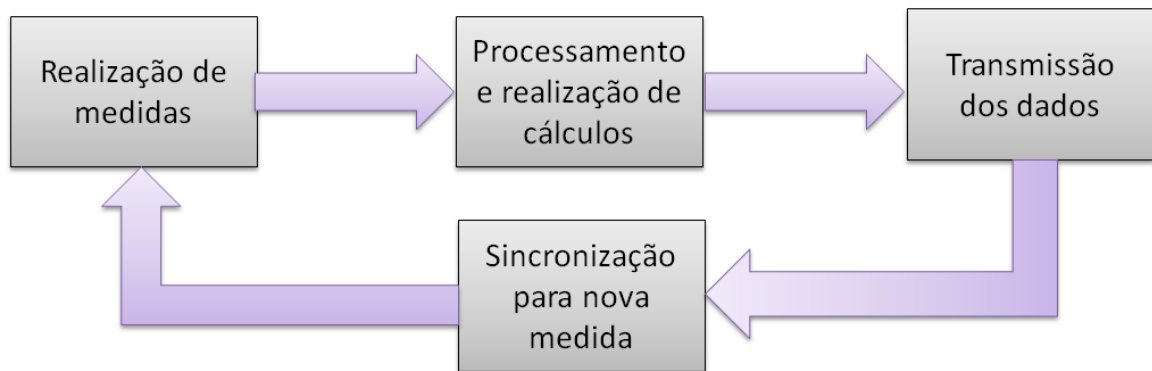 Realização de
medidas
Processamento
e realização de
cálculos
Transmissão
dos dados
Sincronização
para nova
medida